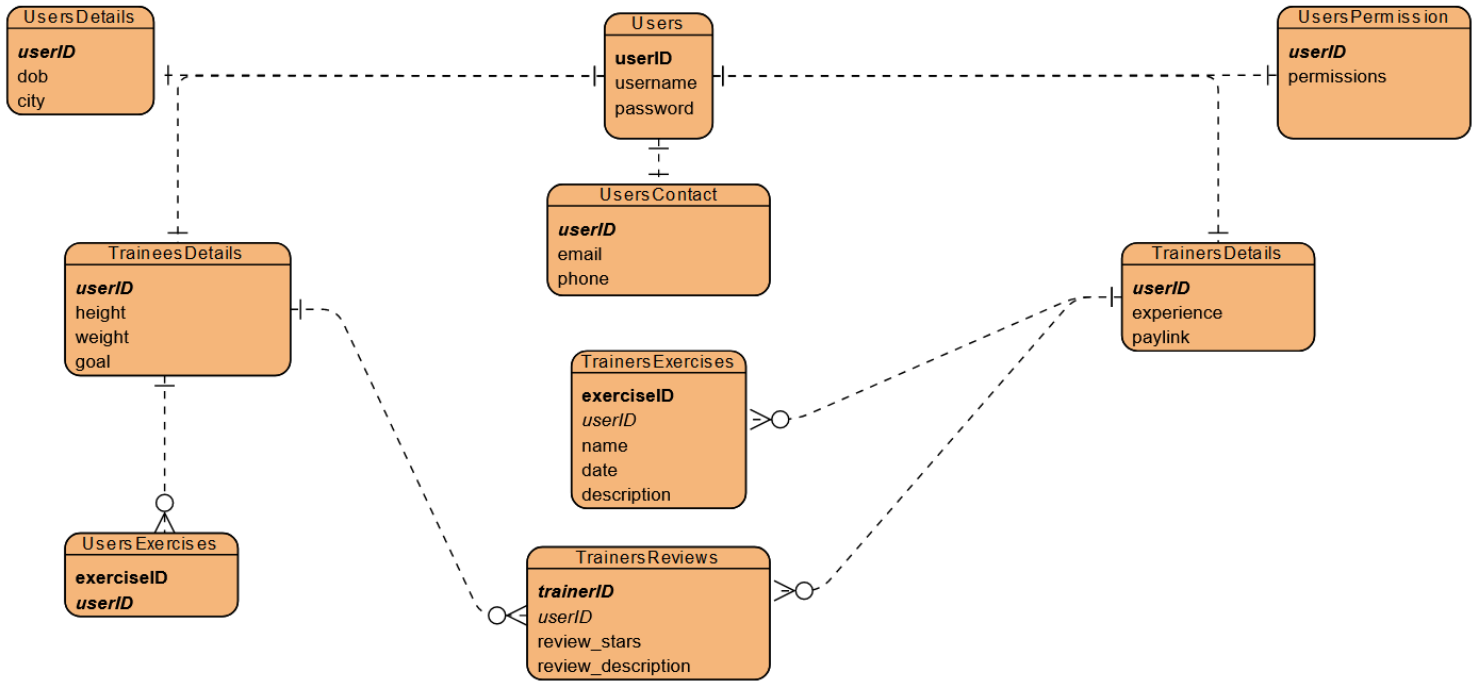 UsersDetails
userID
dob
city
Users
userID
username
password
UsersPermission
userID
permissions
UsersContact
userID
email
phone
TraineesDetails
userID
height
weight
goal
TrainersDetails
userID
experience
paylink
TrainersExercises
exerciseID
userID
name
date
description
UsersExercises
exerciseID
userID
TrainersReviews
trainerID
userID
review_stars
review_description